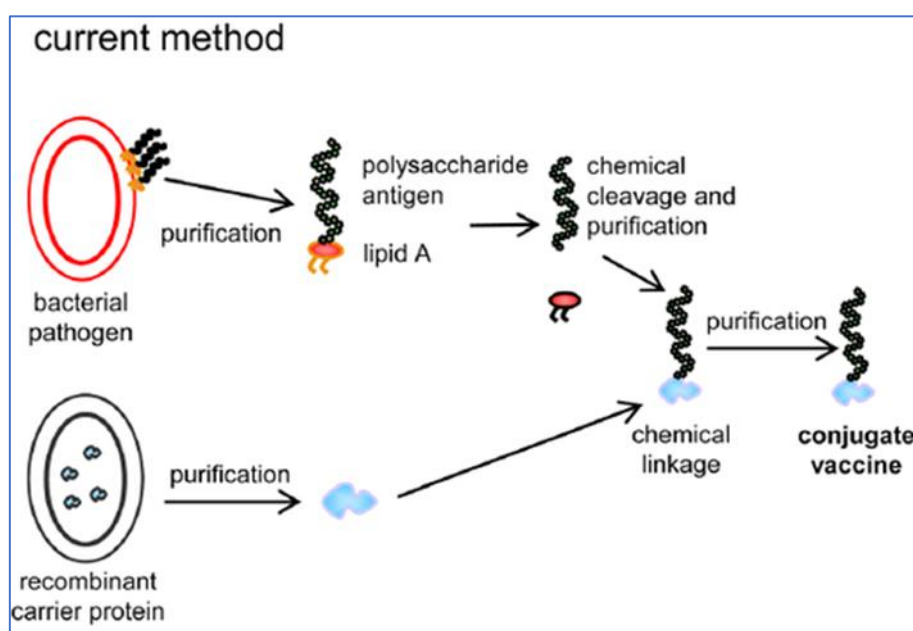 current method
polysaccharide
antigen
chemical
cleavage and
purification
purification
lipid A
bacterial
pathogen
purification
purification
chemical
linkage
conjugate
vaccine
recombinant
carrier protein